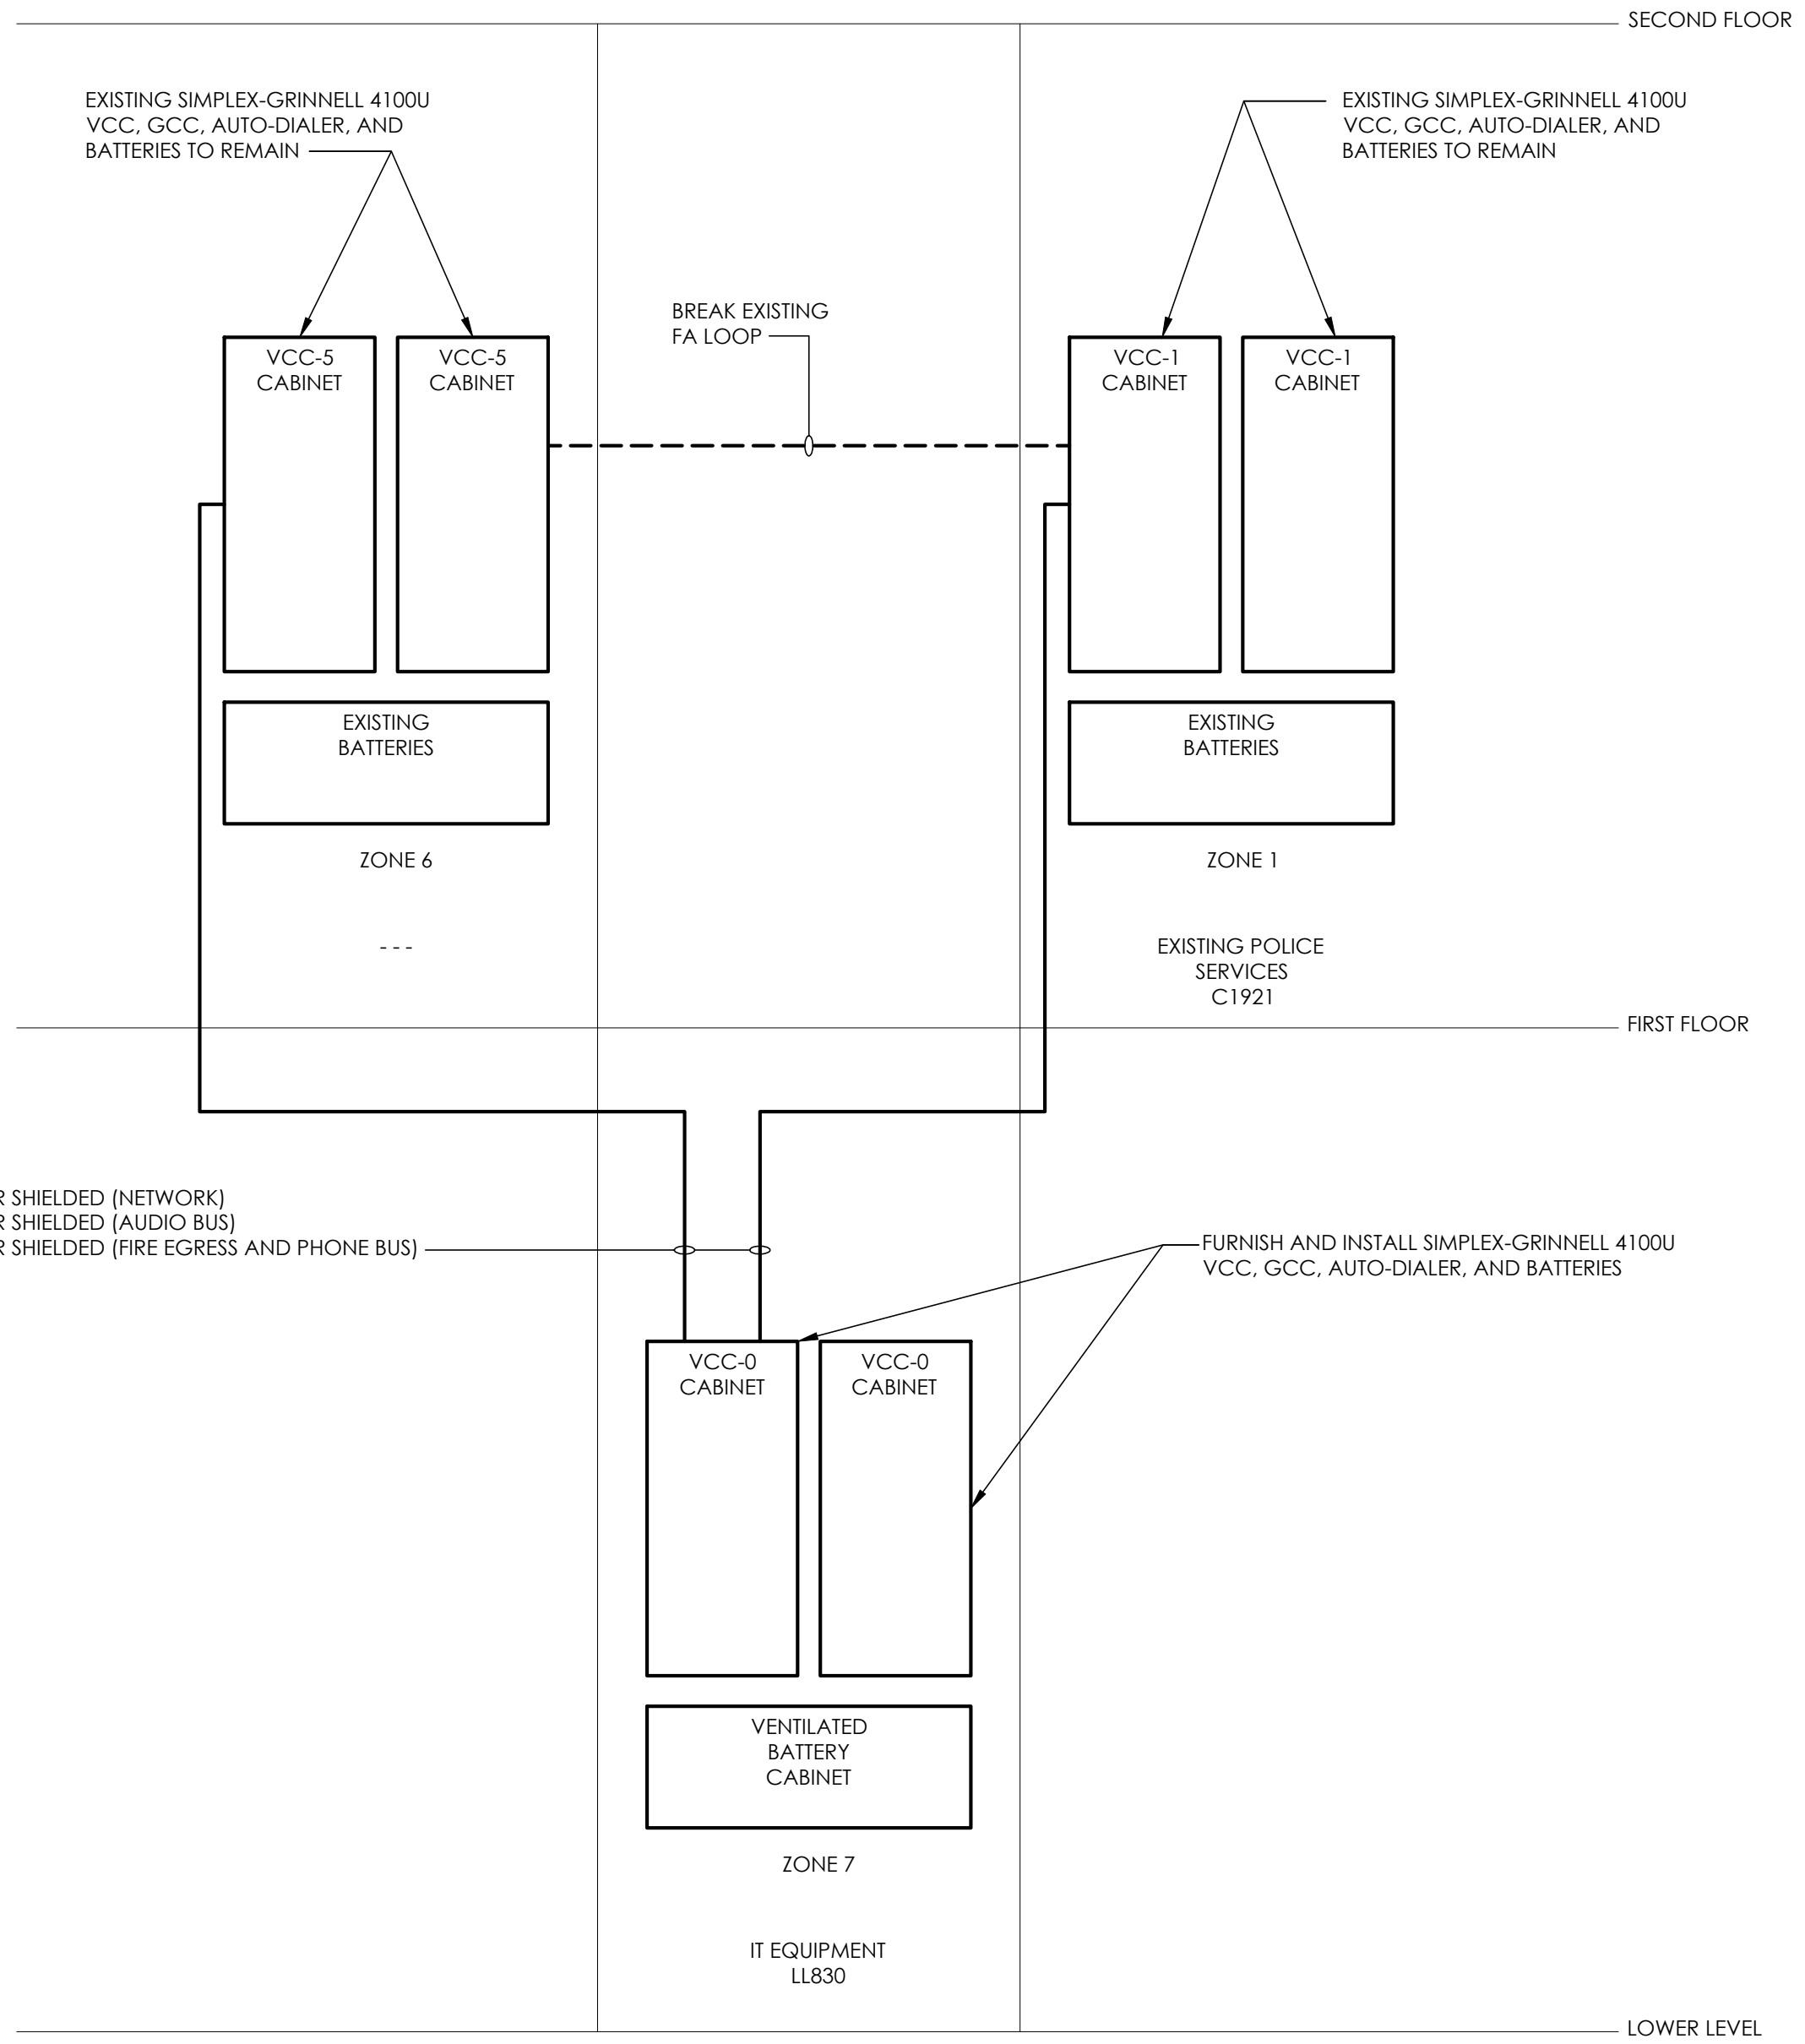 SECOND FLOOR
EXISTING SIMPLEX-GRINNELL 4100U
VCC, GCC, AUTO-DIALER, AND
BATTERIES TO REMAIN
EXISTING SIMPLEX-GRINNELL 4100U
VCC, GCC, AUTO-DIALER, AND
BATTERIES TO REMAIN
BREAK EXISTING
FA LOOP
VCC-5
CABINET
VCC-5
CABINET
VCC-1
CABINET
VCC-1
CABINET
EXISTING
BATTERIES
EXISTING
BATTERIES
ZONE 6
ZONE 1
- - -
EXISTING POLICE
SERVICES
C1921
FIRST FLOOR
SHIELDED (NETWORK)
SHIELDED (AUDIO BUS)
SHIELDED (FIRE EGRESS AND PHONE BUS)
FURNISH AND INSTALL SIMPLEX-GRINNELL 4100U
VCC, GCC, AUTO-DIALER, AND BATTERIES
VCC-0
CABINET
VCC-0
CABINET
VENTILATED
BATTERY
CABINET
ZONE 7
IT EQUIPMENT
LL830
LOWER LEVEL